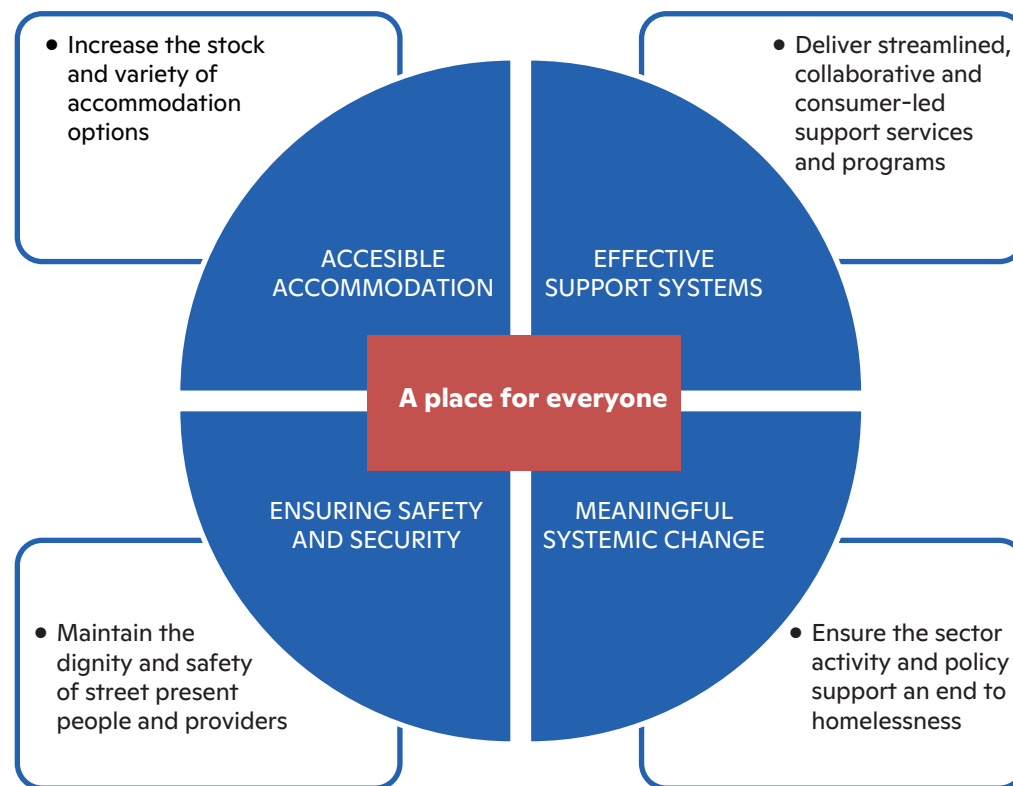 • Increase the stock
and variety of
accommodation
options
• Deliver streamlined,
collaborative and
consumer-led
support services
and programs
ACCESIBLE
ACCOMMODATION
EFFECTIVE
SUPPORT SYSTEMS
A place for everyone
ENSURING SAFETY
AND SECURITY
MEANINGFUL
SYSTEMIC CHANGE
• Maintain the
dignity and safety
of street present
people and providers
• Ensure the sector
activity and policy
support an end to
homelessness